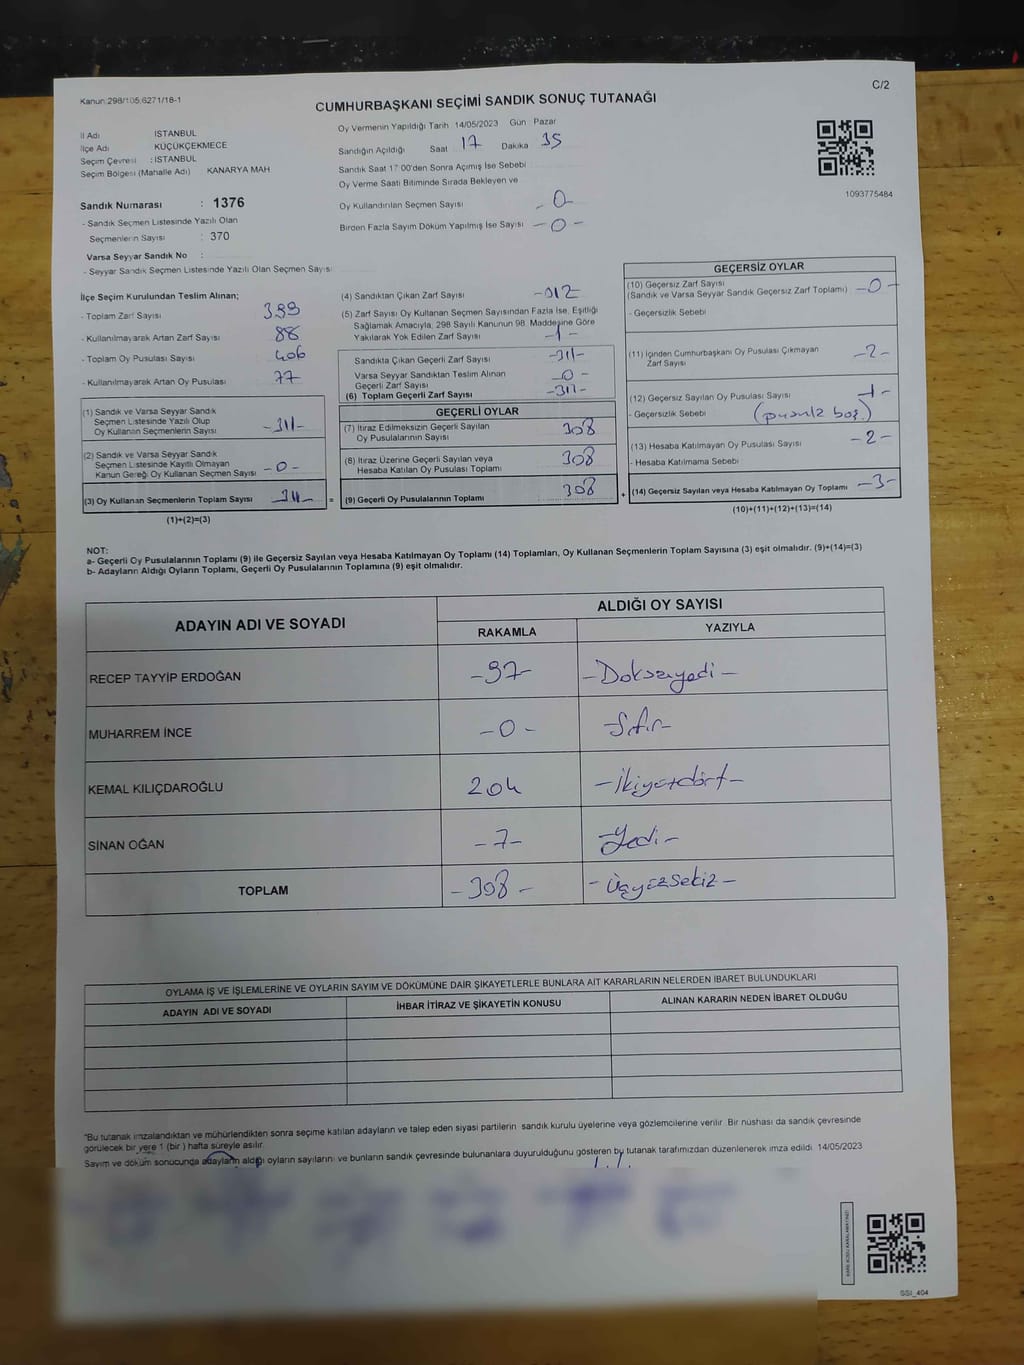 Kanun:298/105,6271/18-1
C/2
CUMHURBAŞKANI SEÇİMİ SANDIK SONUÇ TUTANAĞI
İl Adı İSTANBUL
İlçe Adı KÜÇÜKÇEKMECE
Seçim Çevresi : İSTANBUL
Seçim Bölgesi (Mahalle Adı) KANARYA MAH
Sandık Numarası : 1376
- Sandık Seçmen Listesinde Yazılı Olan
Seçmenlerin Sayısı : 370
Varsa Seyyar Sandık No :
- Seyyar Sandık Seçmen Listesinde Yazılı Olan Seçmen Sayısı
Oy Vermenin Yapıldığı Tarih 14/05/2023 Gün Pazar
Sandığın Açıldığı Saat 17 Dakika 35
Sandık Saat 17:00'den Sonra Açımış İse Sebebi
Oy Verme Saati Bitiminde Sırada Bekleyen ve
Oy Kullandırılan Seçmen Sayısı - 0 -
Birden Fazla Sayım Döküm Yapılmış İse Sayısı - 0 -
1093775484
İlçe Seçim Kurulundan Teslim Alınan;
- Toplam Zarf Sayısı 399
- Kullanılmayarak Artan Zarf Sayısı 88
- Toplam Oy Pusulası Sayısı 406
- Kullanılmayarak Artan Oy Pusulası 77
(1) Sandık ve Varsa Seyyar Sandık
Seçmen Listesinde Yazılı Olup
Oy Kullanan Seçmenlerin Sayısı -311-
(2) Sandık ve Varsa Seyyar Sandık
Seçmen Listesinde Kayıtlı Olmayan
Kanun Gereği Oy Kullanan Seçmen Sayısı -0-
(3) Oy Kullanan Seçmenlerin Toplam Sayısı 311- =
(1)+(2)=(3)
(4) Sandıktan Çıkan Zarf Sayısı -312
(5) Zarf Sayısı Oy Kullanan Seçmen Sayısından Fazla İse, Eşitliği
Sağlamak Amacıyla, 298 Sayılı Kanunun 98. Maddesine Göre
Yakılarak Yok Edilen Zarf Sayısı -1-
Sandıkta Çıkan Geçerli Zarf Sayısı -311-
Varsa Seyyar Sandıktan Teslim Alınan
Geçerli Zarf Sayısı -0-
(6) Toplam Geçerli Zarf Sayısı -311-
GEÇERLİ OYLAR
(7) İtiraz Edilmeksizin Geçerli Sayılan
Oy Pusulalarının Sayısı 308
(8) İtiraz Üzerine Geçerli Sayılan veya
Hesaba Katılan Oy Pusulası Toplamı 308
(9) Geçerli Oy Pusulalarının Toplamı 308 +
GEÇERSİZ OYLAR
(10) Geçersiz Zarf Sayısı
(Sandık ve Varsa Seyyar Sandık Geçersiz Zarf Toplamı) -0-
- Geçersizlik Sebebi
(11) İçinden Cumhurbaşkanı Oy Pusulası Çıkmayan
Zarf Sayısı -2-
(12) Geçersiz Sayılan Oy Pusulası Sayısı -1-
- Geçersizlik Sebebi
(13) Hesaba Katılmayan Oy Pusulası Sayısı -2-
- Hesaba Katılmama Sebebi
(14) Geçersiz Sayılan veya Hesaba Katılmayan Oy Toplamı -3-
(10)+(11)+(12)+(13)=(14)
NOT:
a- Geçerli Oy Pusulalarının Toplamı (9) ile Geçersiz Sayılan veya Hesaba Katılmayan Oy Toplamı (14) Toplamları, Oy Kullanan Seçmenlerin Toplam Sayısına (3) eşit olmalıdır. (9)+(14)=(3)
b- Adayların Aldığı Oyların Toplamı, Geçerli Oy Pusulalarının Toplamına (9) eşit olmalıdır.
ADAYIN ADI VE SOYADI
ALDIĞI OY SAYISI
RAKAMLA YAZIYLA
RECEP TAYYİP ERDOĞAN -97- -Doksanyedi-
MUHARREM İNCE -0- -Sıfır-
KEMAL KILIÇDAROĞLU 204 -İkiyüzdört-
SİNAN OĞAN -7- -Yedi-
TOPLAM -308- -Üçyüzsekiz-
OYLAMA İŞ VE İŞLEMLERİNE VE OYLARIN SAYIM VE DÖKÜMÜNE DAİR ŞİKAYETLERLE BUNLARA AİT KARARLARIN NELERDEN İBARET BULUNDUKLARI
ADAYIN ADI VE SOYADI İHBAR İTİRAZ VE ŞİKAYETİN KONUSU ALINAN KARARIN NEDEN İBARET OLDUĞU
"Bu tutanak imzalandıktan ve mühürlendikten sonra seçime katılan adayların ve talep eden siyasi partilerin sandık kurulu üyelerine veya gözlemcilerine verilir. Bir nüshası da sandık çevresinde
görülecek bir yere 1 (bir) hafta süreyle asılır.
Sayım ve döküm sonucunda adayların aldığı oyların sayılarını ve bunların sandık çevresinde bulunanlara duyurulduğunu gösteren bu tutanak tarafımızdan düzenlenerek imza edildi. 14/05/2023
SSİ_404